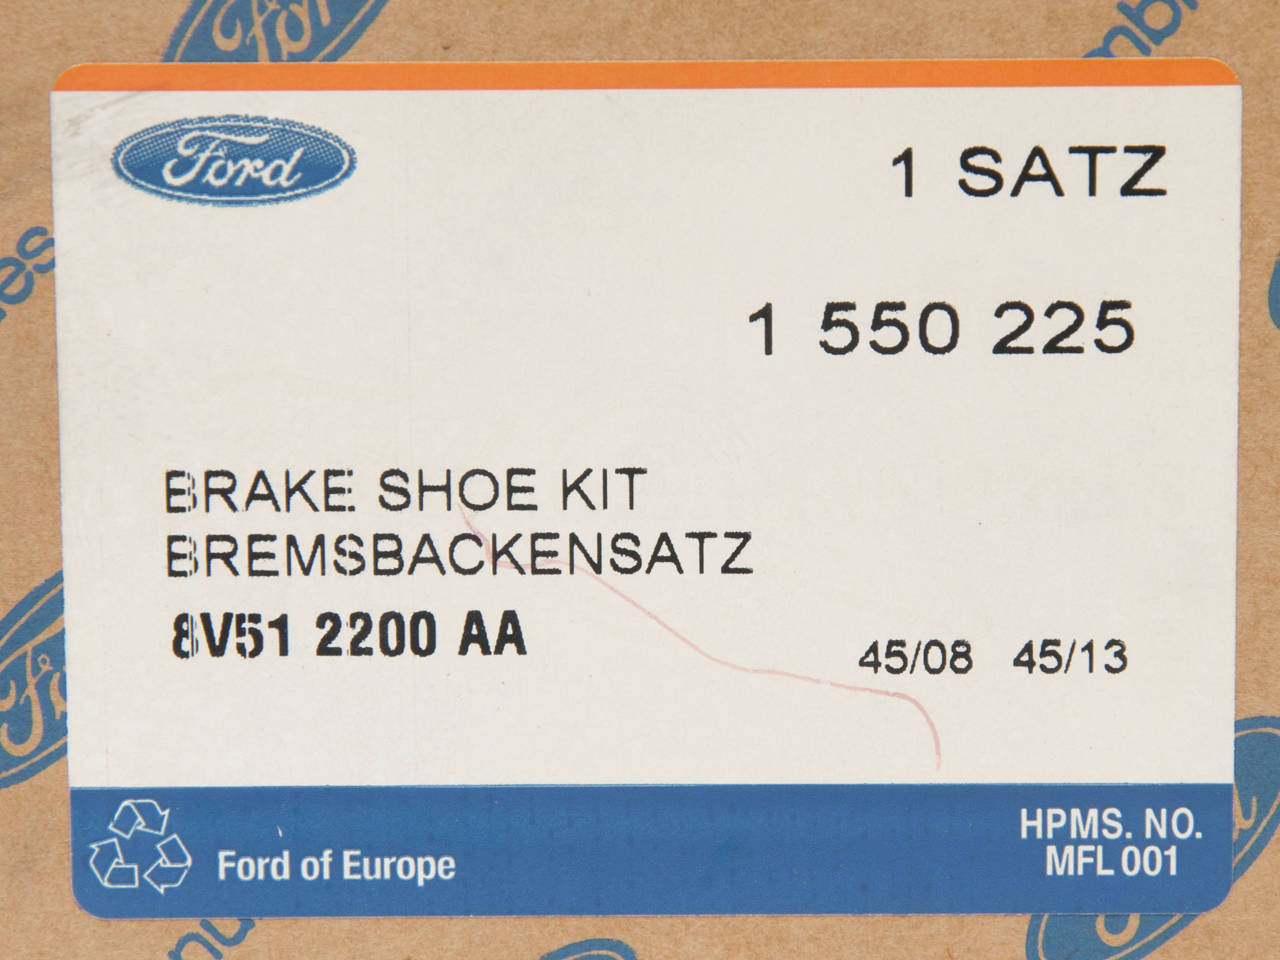 Ford
1 SATZ
1 550 225
BRAKE SHOE KIT
BREMSBACKENSATZ
8V51 2200 AA
45/08 45/13
Ford of Europe
HPMS. NO.
MFL 001